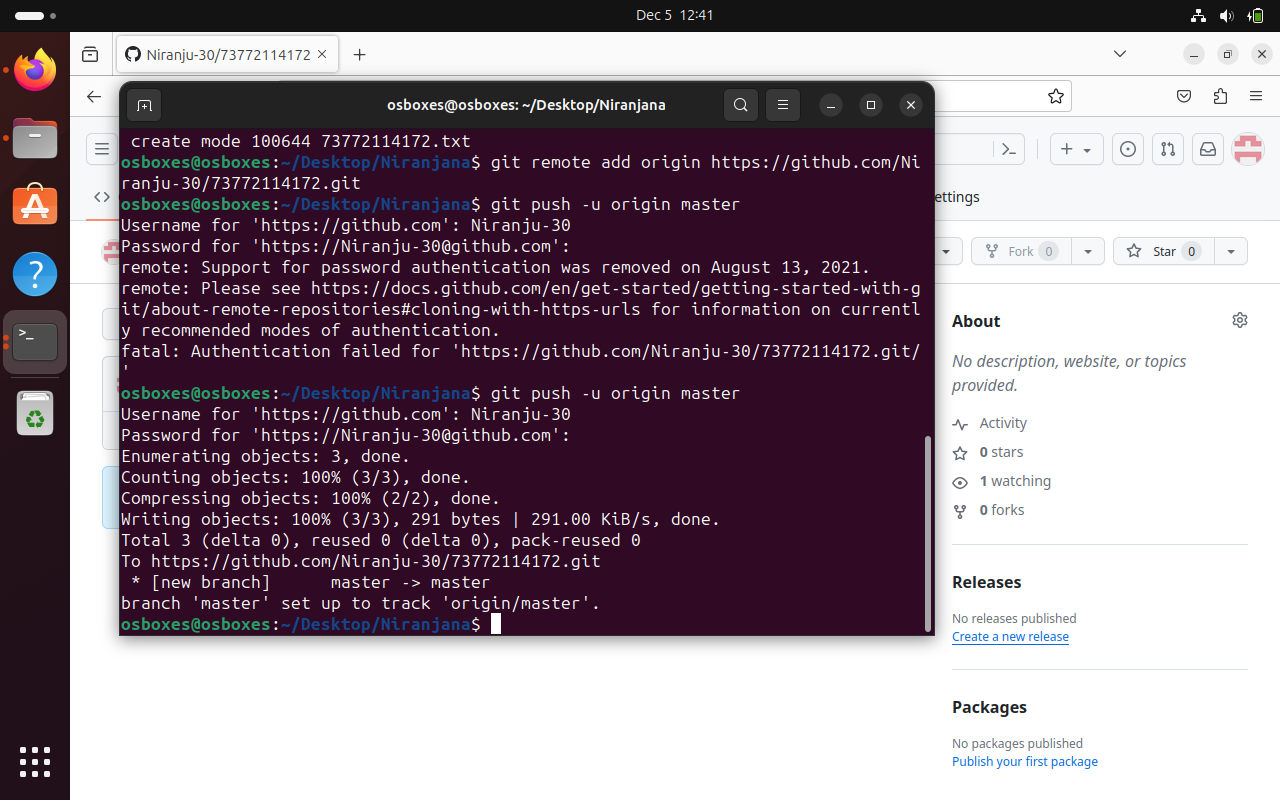 Dec 5 12:41
Niranju-30/73772114172
osboxes@osboxes: ~/Desktop/Niranjana
create mode 100644 73772114172.txt
osboxes@osboxes:~/Desktop/Niranjana$ git remote add origin https://github.com/Ni
ranju-30/73772114172.git
osboxes@osboxes:~/Desktop/Niranjana$ git push -u origin master
Username for 'https://github.com': Niranju-30
Password for 'https://Niranju-30@github.com':
remote: Support for password authentication was removed on August 13, 2021.
remote: Please see https://docs.github.com/en/get-started/getting-started-with-g
it/about-remote-repositories#cloning-with-https-urls for information on currentl
y recommended modes of authentication.
fatal: Authentication failed for 'https://github.com/Niranju-30/73772114172.git/
'
osboxes@osboxes:~/Desktop/Niranjana$ git push -u origin master
Username for 'https://github.com': Niranju-30
Password for 'https://Niranju-30@github.com':
Enumerating objects: 3, done.
Counting objects: 100% (3/3), done.
Compressing objects: 100% (2/2), done.
Writing objects: 100% (3/3), 291 bytes | 291.00 KiB/s, done.
Total 3 (delta 0), reused 0 (delta 0), pack-reused 0
To https://github.com/Niranju-30/73772114172.git
* [new branch]      master -> master
branch 'master' set up to track 'origin/master'.
osboxes@osboxes:~/Desktop/Niranjana$
ettings
Fork 0
Star 0
About
No description, website, or topics
provided.
Activity
0 stars
1 watching
0 forks
Releases
No releases published
Create a new release
Packages
No packages published
Publish your first package